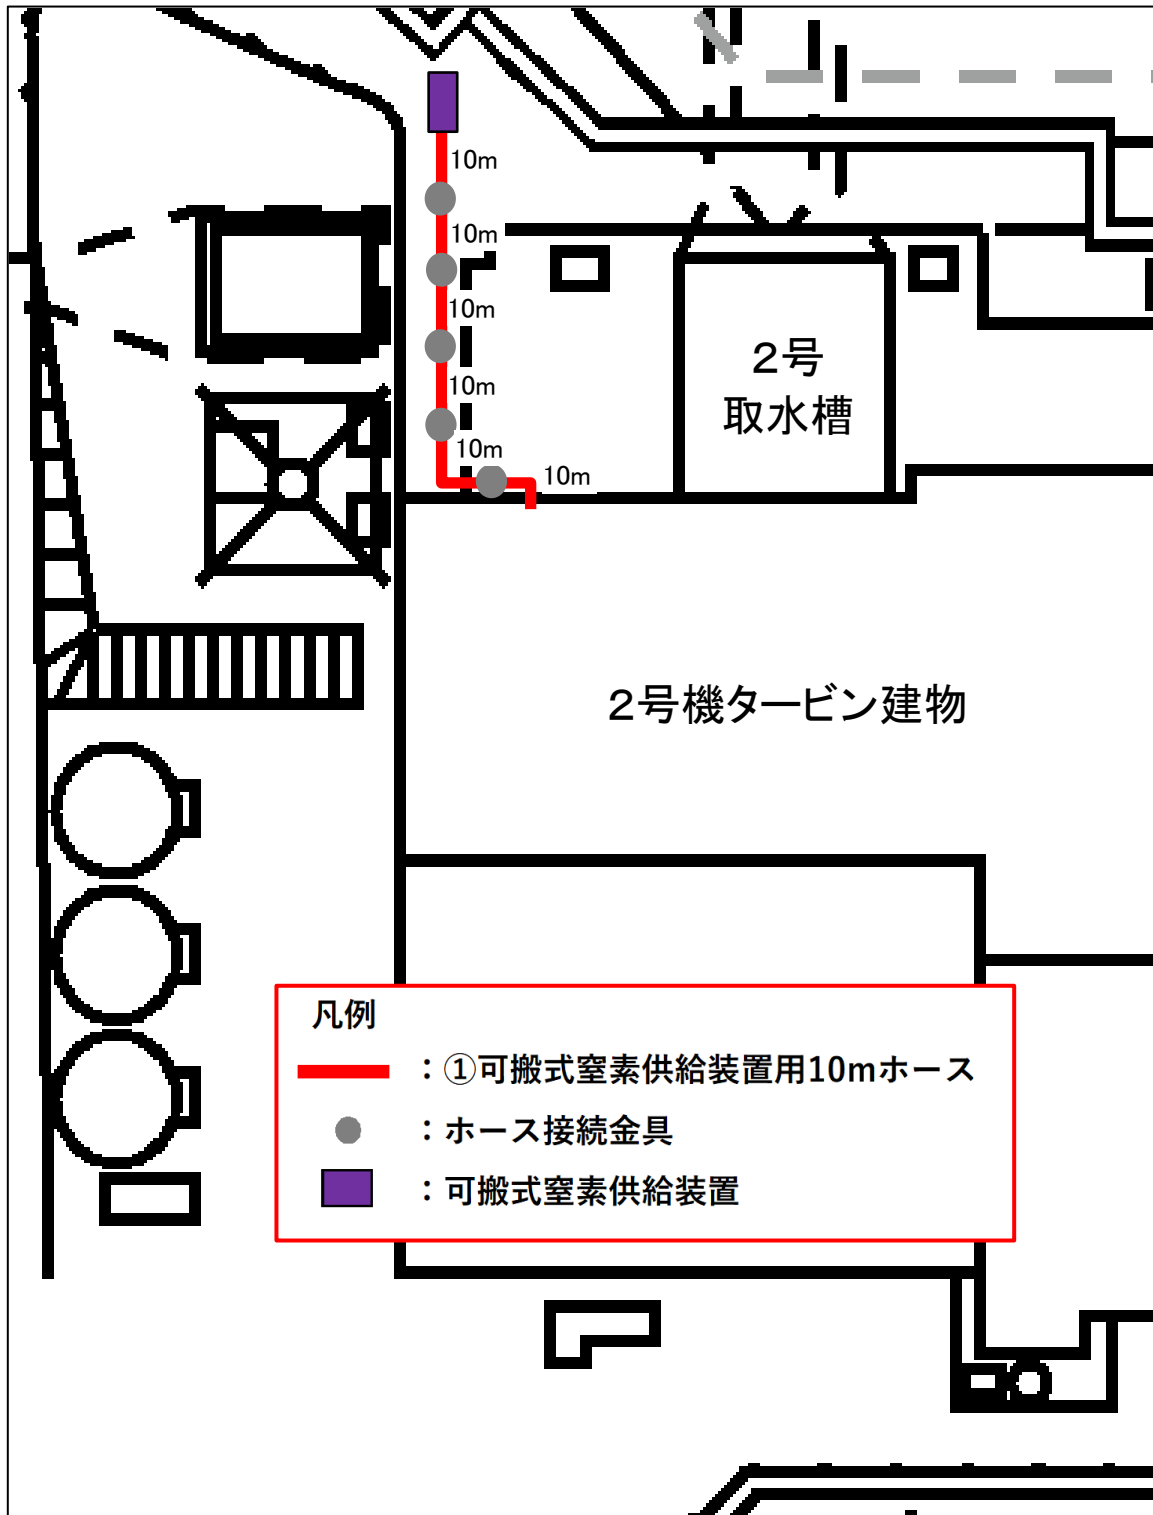 10m
10m
10m
10m
10m
10m
２号
取水槽
２号機タービン建物
凡例
：①可搬式窒素供給装置用10mホース
：ホース接続金具
：可搬式窒素供給装置